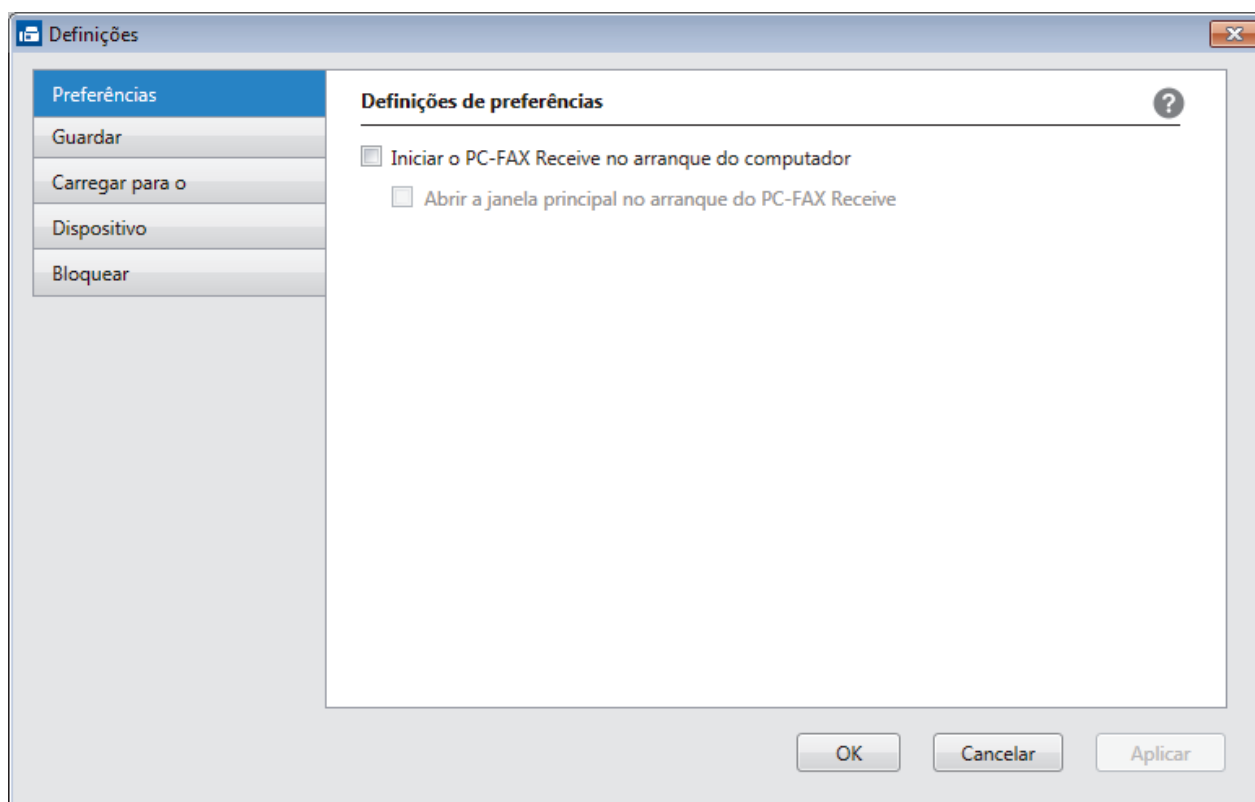 Definições
Preferências
Guardar
Carregar para o
Dispositivo
Bloquear
Definições de preferências
?
Iniciar o PC-FAX Receive no arranque do computador
Abrir a janela principal no arranque do PC-FAX Receive
OK
Cancelar
Aplicar